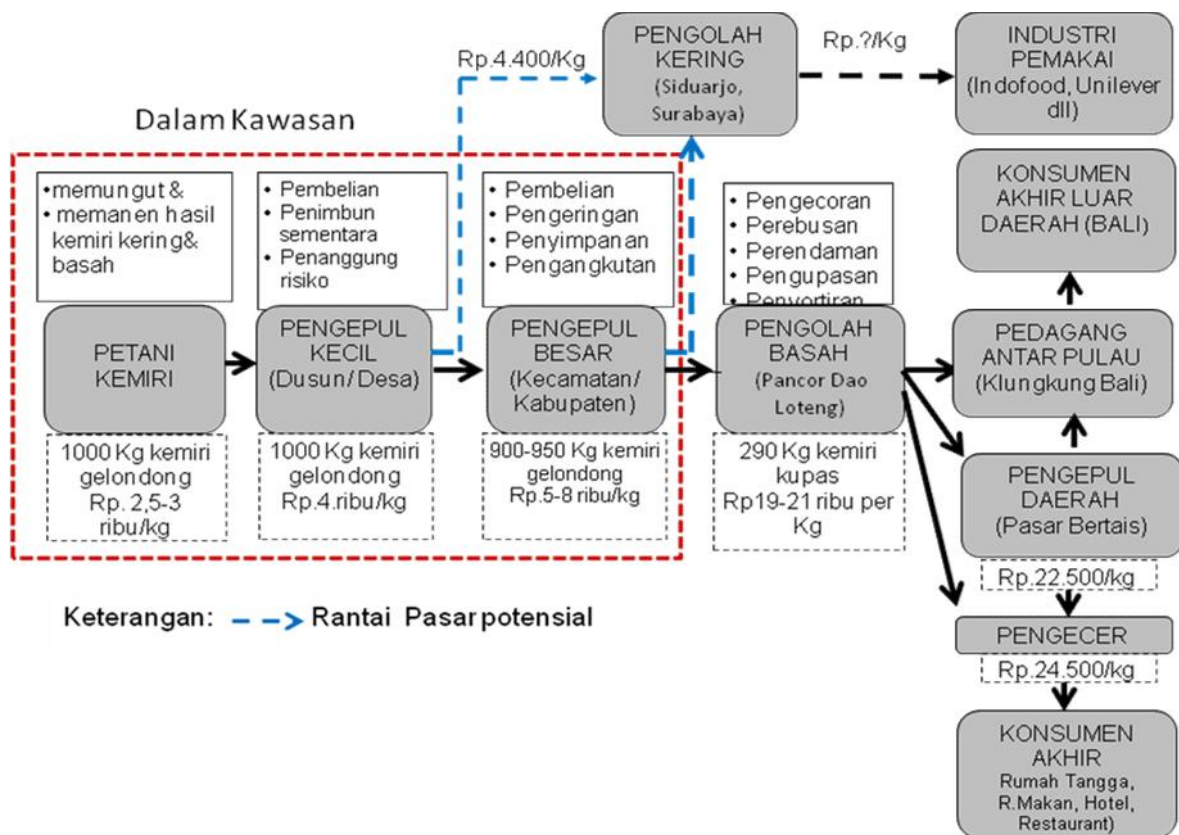 PENGOLAH
KERING
(Siduarjo,
Surabaya)
Rp.4.400/Kg
Rp.?/Kg
INDUSTRI
PEMAKAI
(Indofood, Unilever
dll)
Dalam Kawasan
• memungut &
• memanen hasil
kemiri kering&
basah
• Pembelian
• Penimbun
sementara
• Penanggung
risiko
• Pembelian
• Pengeringan
• Penyimpanan
• Pengangkutan
• Pengecoran
• Perebusan
• Perendaman
• Pengupasan
• Penyortiran
KONSUMEN
AKHIR LUAR
DAERAH (BALI)
PETANI
KEMIRI
PENGEPUL
KECIL
(Dusun/ Desa)
PENGEPUL
BESAR
(Kecamatan/
Kabupaten)
PENGOLAH
BASAH
(Pancor Dao
Loteng)
PEDAGANG
ANTAR PULAU
(Klungkung Bali)
1000 Kg kemiri
gelondong
Rp. 2,5-3
ribu/kg
1000 Kg kemiri
gelondong
Rp.4.ribu/kg
900-950 Kg kemiri
gelondong
Rp.5-8 ribu/kg
290 Kg kemiri
kupas
Rp19-21 ribu per
Kg
PENGEPUL
DAERAH
(Pasar Bertais)
Rp.22.500/kg
PENGECER
Rp.24.500/kg
KONSUMEN
AKHIR
Rumah Tangga,
R.Makan, Hotel,
Restaurant)
Keterangan: Rantai Pasar potensial